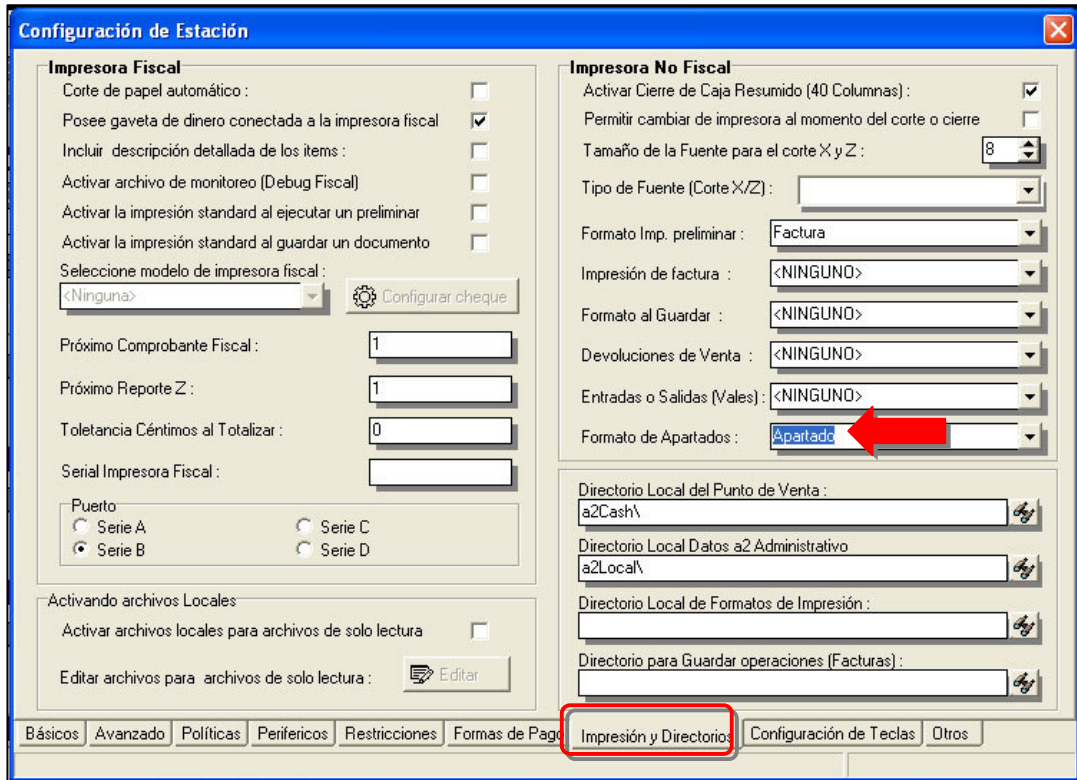 Configuración de Estación
Impresora Fiscal
Corte de papel automático :
Posee gaveta de dinero conectada a la impresora fiscal
Incluir descripción detallada de los items :
Activar archivo de monitoreo (Debug Fiscal)
Activar la impresión standard al ejecutar un preliminar
Activar la impresión standard al guardar un documento
Seleccione modelo de impresora fiscal :
<Ninguna>
Configurar cheque
Próximo Comprobante Fiscal :
1
Próximo Reporte Z :
1
Toletancia Céntimos al Totalizar :
0
Serial Impresora Fiscal :
Puerto
Serie A
Serie C
Serie B
Serie D
Activando archivos Locales
Activar archivos locales para archivos de solo lectura
Editar archivos para archivos de solo lectura :
Editar
Impresora No Fiscal
Activar Cierre de Caja Resumido (40 Columnas) :
Permitir cambiar de impresora al momento del corte o cierre
Tamaño de la Fuente para el corte X y Z :
8
Tipo de Fuente (Corte X/Z) :
Formato Imp. preliminar :
Factura
Impresión de factura :
<NINGUNO>
Formato al Guardar :
<NINGUNO>
Devoluciones de Venta :
<NINGUNO>
Entradas o Salidas (Vales) :
<NINGUNO>
Formato de Apartados :
Apartado
Directorio Local del Punto de Venta :
a2Cash\
Directorio Local Datos a2 Administrativo
a2Local\
Directorio Local de Formatos de Impresión :
Directorio para Guardar operaciones (Facturas) :
Básicos
Avanzado
Políticas
Perifericos
Restricciones
Formas de Pago
Impresión y Directorios
Configuración de Teclas
Otros